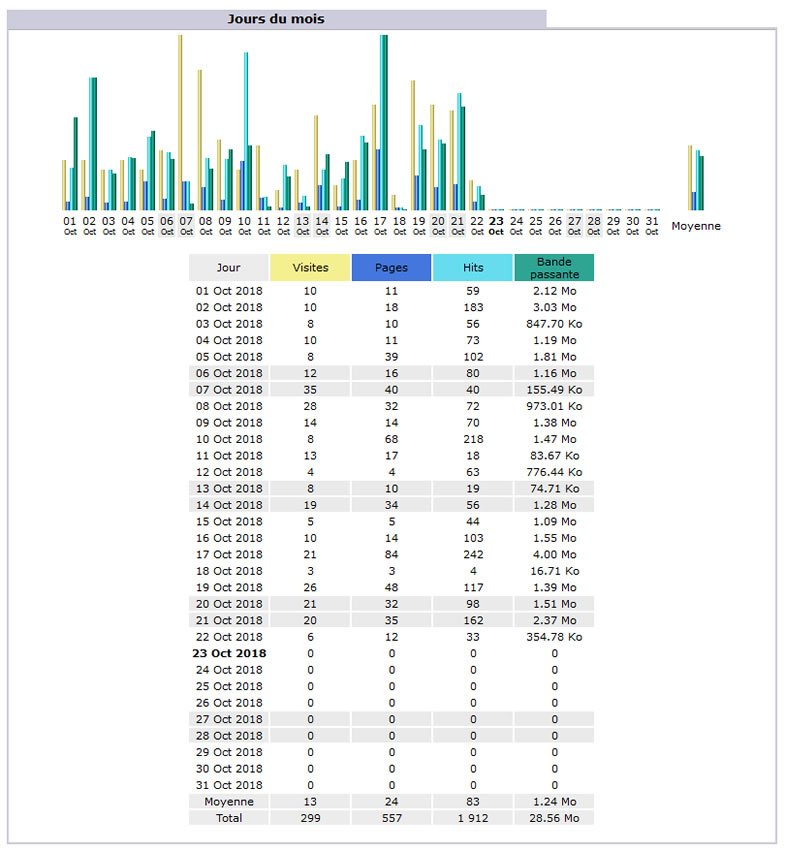 Jours du mois
01 02 03 04 05 06 07 08 09 10 11 12 13 14 15 16 17 18 19 20 21 22 23 24 25 26 27 28 29 30 31
Oct Oct Oct Oct Oct Oct Oct Oct Oct Oct Oct Oct Oct Oct Oct Oct Oct Oct Oct Oct Oct Oct Oct Oct Oct Oct Oct Oct Oct Oct Oct
Moyenne
Jour Visites Pages Hits Bande
passante
01 Oct 2018 10 11 59 2.12 Mo
02 Oct 2018 10 18 183 3.03 Mo
03 Oct 2018 8 10 56 847.70 Ko
04 Oct 2018 10 11 73 1.19 Mo
05 Oct 2018 8 39 102 1.81 Mo
06 Oct 2018 12 16 80 1.16 Mo
07 Oct 2018 35 40 40 155.49 Ko
08 Oct 2018 28 32 72 973.01 Ko
09 Oct 2018 14 14 70 1.38 Mo
10 Oct 2018 8 68 218 1.47 Mo
11 Oct 2018 13 17 18 83.67 Ko
12 Oct 2018 4 4 63 776.44 Ko
13 Oct 2018 8 10 19 74.71 Ko
14 Oct 2018 19 34 56 1.28 Mo
15 Oct 2018 5 5 44 1.09 Mo
16 Oct 2018 10 14 103 1.55 Mo
17 Oct 2018 21 84 242 4.00 Mo
18 Oct 2018 3 3 4 16.71 Ko
19 Oct 2018 26 48 117 1.39 Mo
20 Oct 2018 21 32 98 1.51 Mo
21 Oct 2018 20 35 162 2.37 Mo
22 Oct 2018 6 12 33 354.78 Ko
23 Oct 2018 0 0 0 0
24 Oct 2018 0 0 0 0
25 Oct 2018 0 0 0 0
26 Oct 2018 0 0 0 0
27 Oct 2018 0 0 0 0
28 Oct 2018 0 0 0 0
29 Oct 2018 0 0 0 0
30 Oct 2018 0 0 0 0
31 Oct 2018 0 0 0 0
Moyenne 13 24 83 1.24 Mo
Total 299 557 1 912 28.56 Mo